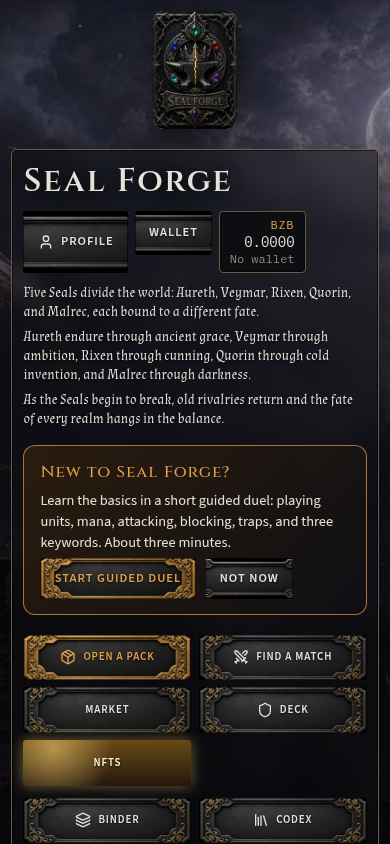 SEALFORGE
SEAL FORGE
PROFILE
WALLET
BZB
0.0000
No wallet
Five Seals divide the world: Aureth, Veymar, Rixen, Quorin,
and Malrec, each bound to a different fate.
Aureth endure through ancient grace, Veymar through
ambition, Rixen through cunning, Quorin through cold
invention, and Malrec through darkness.
As the Seals begin to break, old rivalries return and the fate
of every realm hangs in the balance.
NEW TO SEAL FORGE?
Learn the basics in a short guided duel: playing
units, mana, attacking, blocking, traps, and three
keywords. About three minutes.
START GUIDED DUEL
NOT NOW
OPEN A PACK
FIND A MATCH
MARKET
DECK
NFTS
BINDER
CODEX